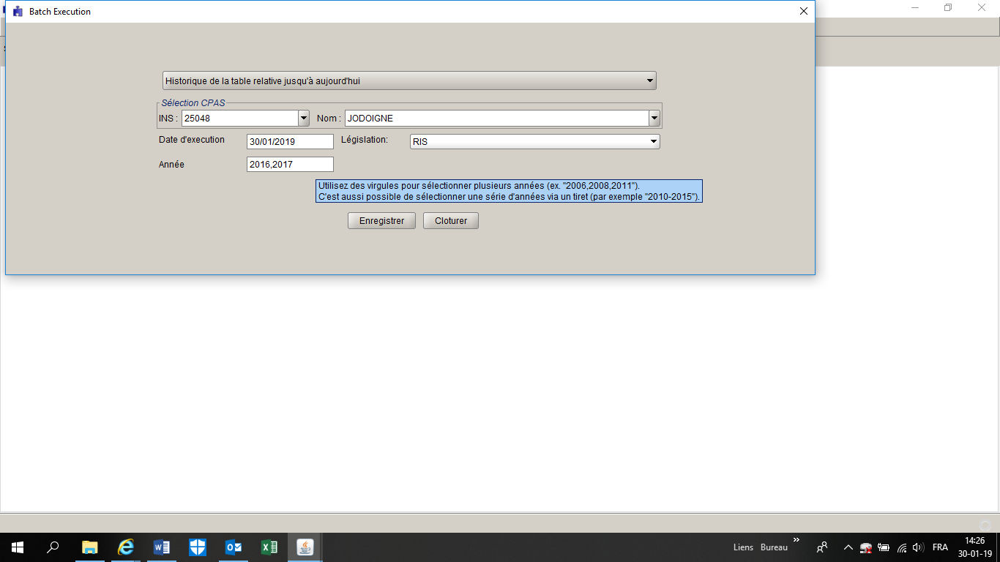 Batch Execution
Historique de la table relative jusqu'à aujourd'hui
Sélection CPAS
INS : 25048 Nom : JODOIGNE
Date d'execution 30/01/2019 Législation: RIS
Année 2016,2017
Utilisez des virgules pour sélectionner plusieurs années (ex. "2006,2008,2011").
C'est aussi possible de sélectionner une série d'années via un tiret (par exemple "2010-2015").
Enregistrer Cloturer
Liens Bureau » FRA 14:26
30-01-19